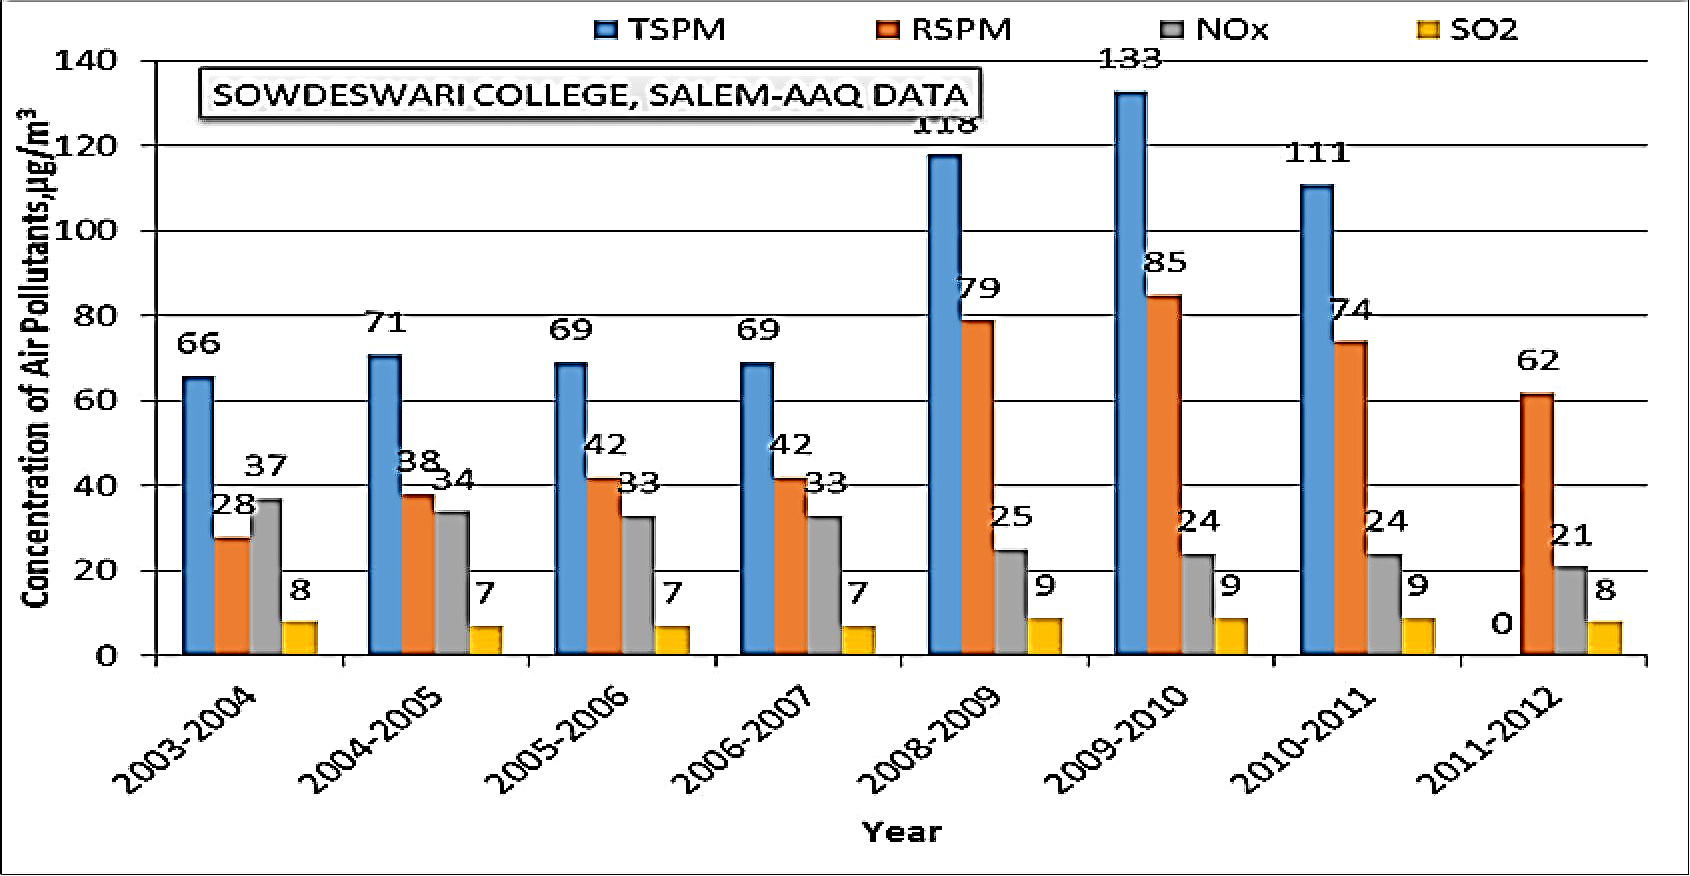 TSPM RSPM NOx SO2
SOWDESWARI COLLEGE, SALEM-AAQ DATA
Concentration of Air Pollutants,µg/m³
140
120
100
80
60
40
20
0
66 28 37 8
71 38 34 7
69 42 33 7
69 42 33 7
118 79 25 9
133 85 24 9
111 74 24 9
0 62 21 8
2003-2004 2004-2005 2005-2006 2006-2007 2008-2009 2009-2010 2010-2011 2011-2012
Year